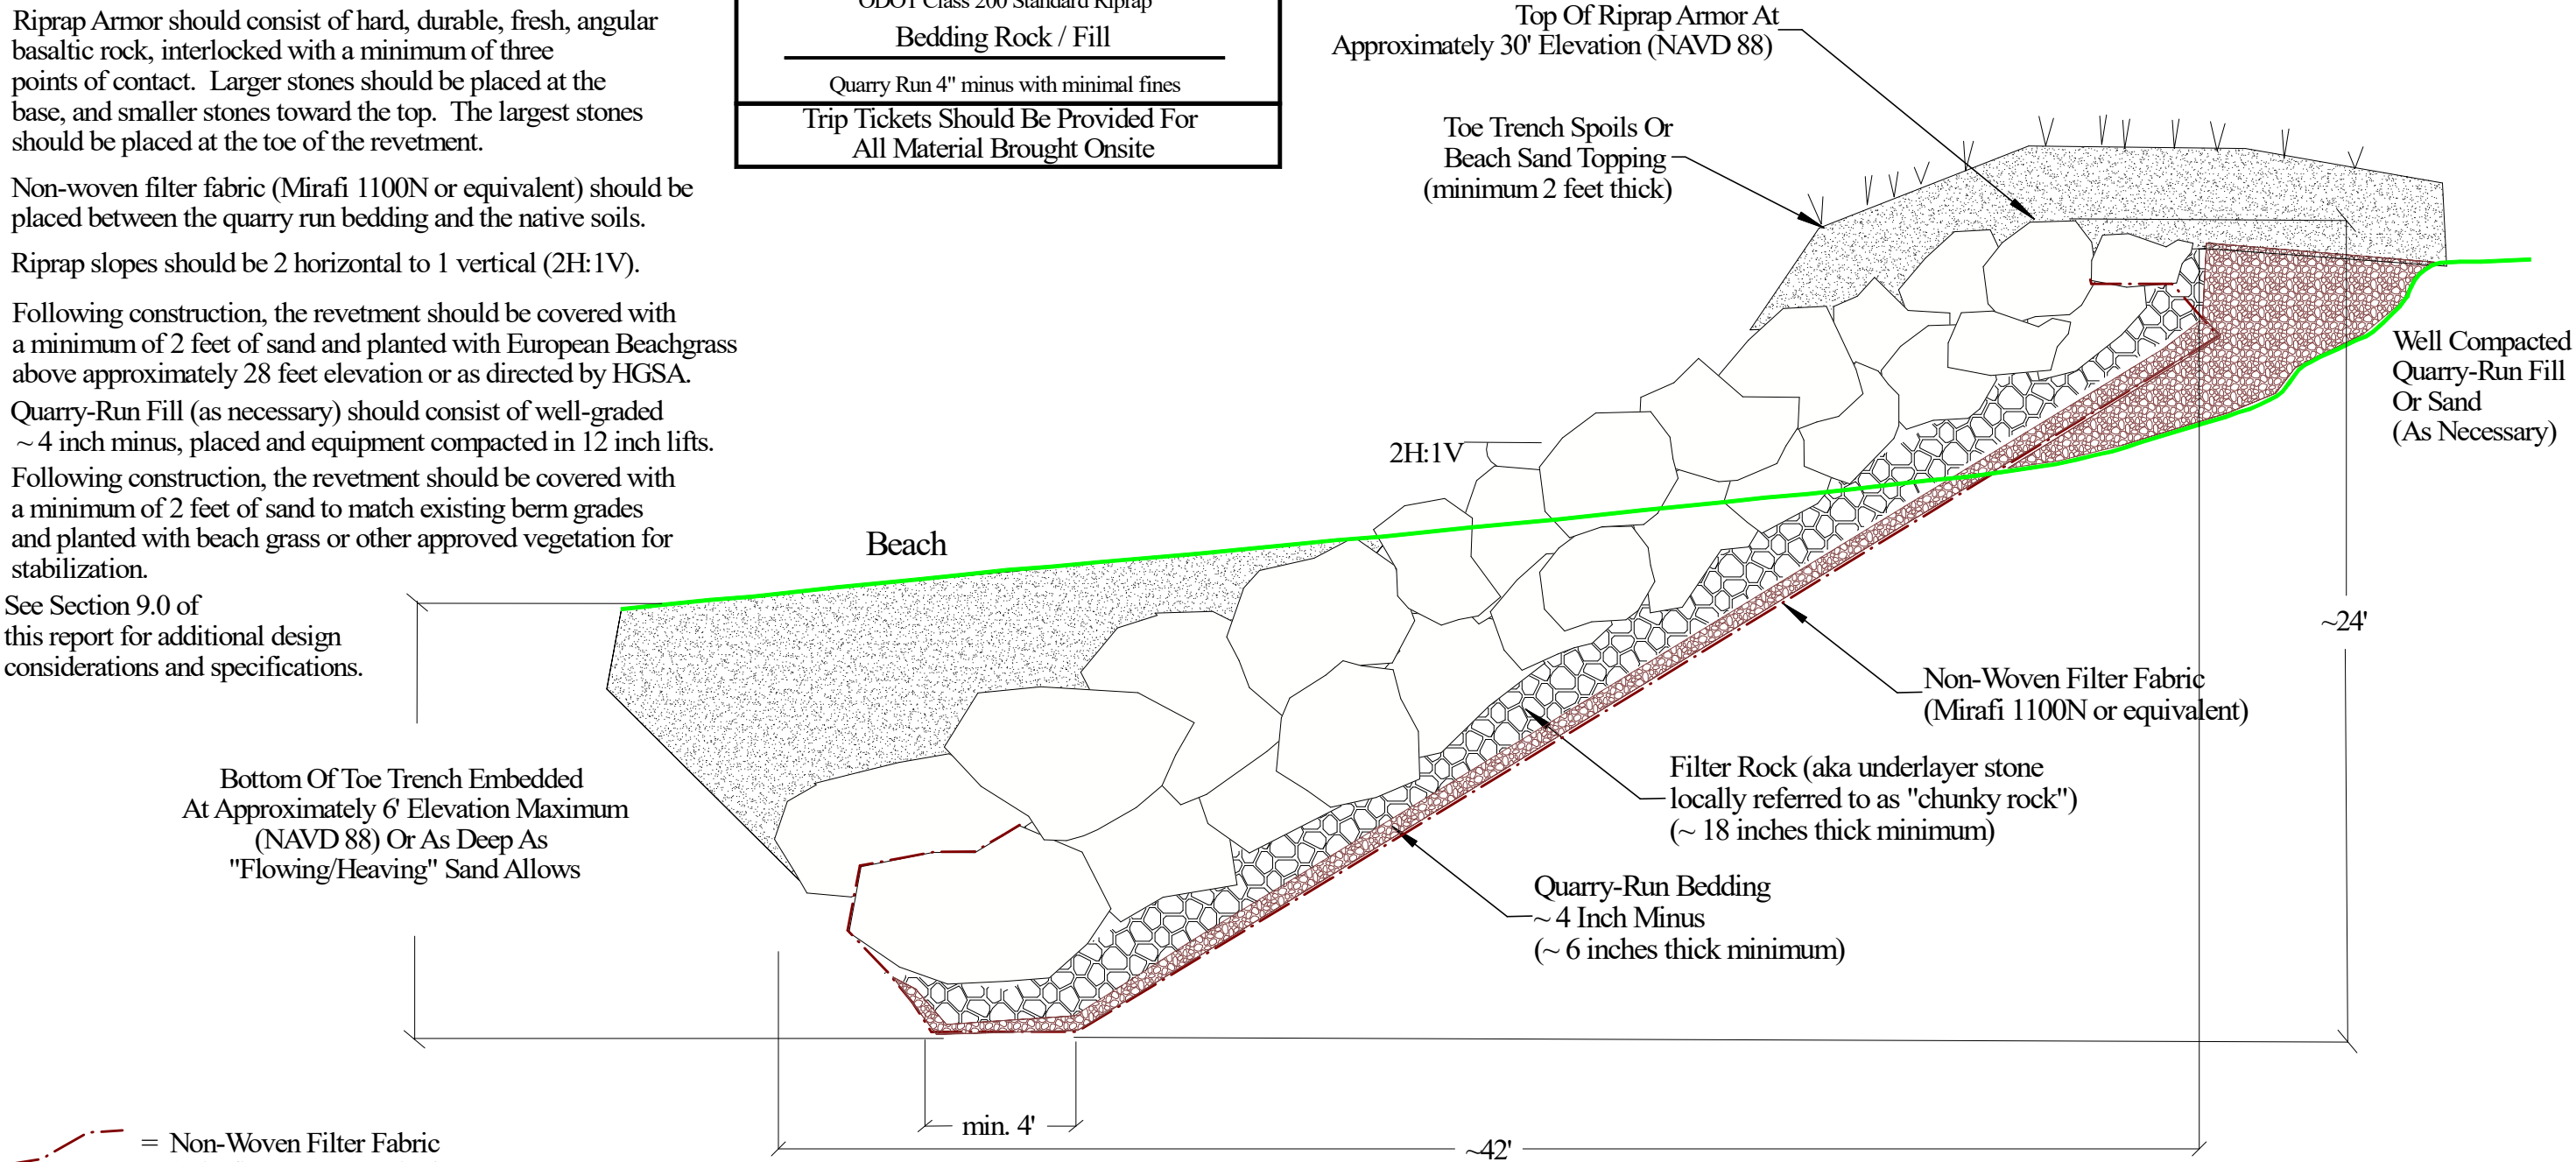 Riprap Armor should consist of hard, durable, fresh, angular
basaltic rock, interlocked with a minimum of three
points of contact. Larger stones should be placed at the
base, and smaller stones toward the top. The largest stones
should be placed at the toe of the revetment.
Non-woven filter fabric (Mirafi 1100N or equivalent) should be
placed between the quarry run bedding and the native soils.
Riprap slopes should be 2 horizontal to 1 vertical (2H:1V).
Following construction, the revetment should be covered with
a minimum of 2 feet of sand and planted with European Beachgrass
above approximately 28 feet elevation or as directed by HGSA.
Quarry-Run Fill (as necessary) should consist of well-graded
~ 4 inch minus, placed and equipment compacted in 12 inch lifts.
Following construction, the revetment should be covered with
a minimum of 2 feet of sand to match existing berm grades
and planted with beach grass or other approved vegetation for
stabilization.
See Section 9.0 of
this report for additional design
considerations and specifications.
ODOT Class 200 Standard Riprap
Bedding Rock / Fill
Quarry Run 4" minus with minimal fines
Trip Tickets Should Be Provided For
All Material Brought Onsite
Top Of Riprap Armor At
Approximately 30' Elevation (NAVD 88)
Toe Trench Spoils Or
Beach Sand Topping
(minimum 2 feet thick)
Well Compacted
Quarry-Run Fill
Or Sand
(As Necessary)
2H:1V
Beach
~24'
Non-Woven Filter Fabric
(Mirafi 1100N or equivalent)
Filter Rock (aka underlayer stone
locally referred to as "chunky rock")
(~ 18 inches thick minimum)
Quarry-Run Bedding
~ 4 Inch Minus
(~ 6 inches thick minimum)
Bottom Of Toe Trench Embedded
At Approximately 6' Elevation Maximum
(NAVD 88) Or As Deep As
"Flowing/Heaving" Sand Allows
min. 4'
~42'
= Non-Woven Filter Fabric